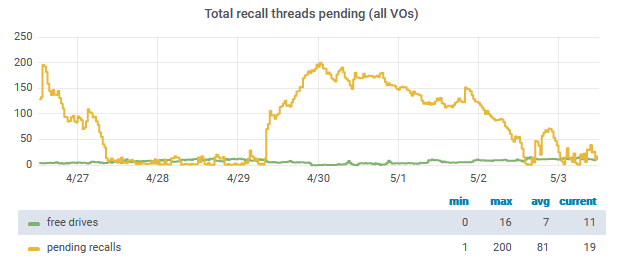 Total recall threads pending (all VOs)
250
200
150
100
50
0
4/27 4/28 4/29 4/30 5/1 5/2 5/3
min max avg current
free drives 0 16 7 11
pending recalls 1 200 81 19